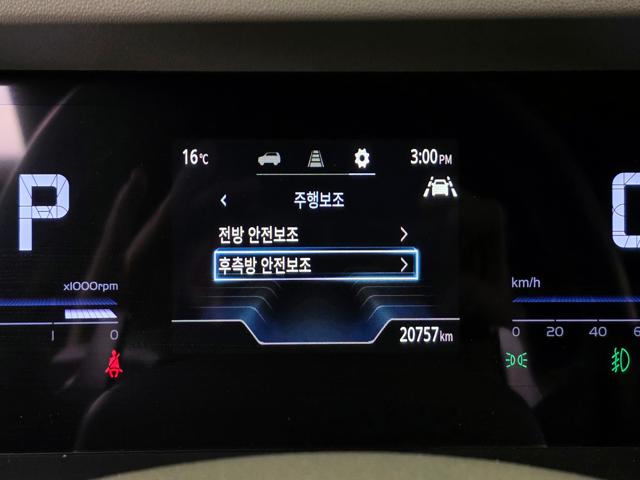 16℃
3:00PM
주행보조
P
전방 안전보조
후측방 안전보조
x1000rpm
km/h
1 0
0 20 40
20757km